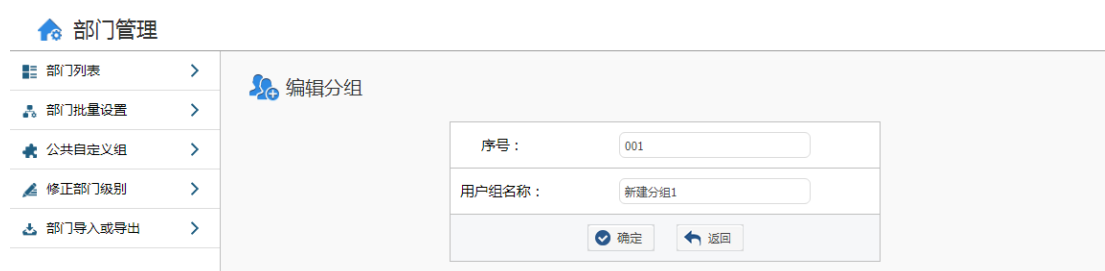 部门管理
部门列表
部门批量设置
公共自定义组
修正部门级别
部门导入或导出
编辑分组
序号： 001
用户组名称： 新建分组1
确定 返回